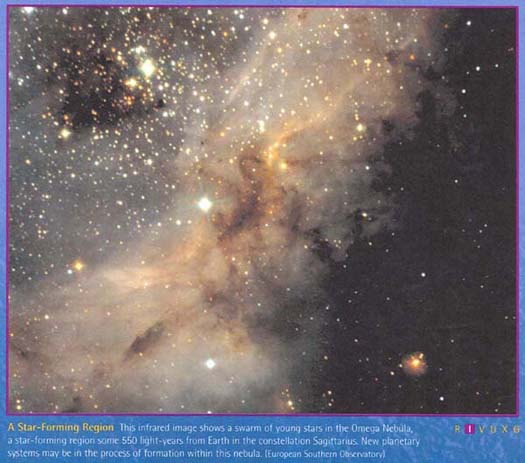 A Star-Forming Region This infrared image shows a swarm of young stars in the Omega Nebula,
a star-forming region some 550 light-years from Earth in the constellation Sagittarius. New planetary
systems may be in the process of formation within this nebula. (European Southern Observatory)
R I V U X G